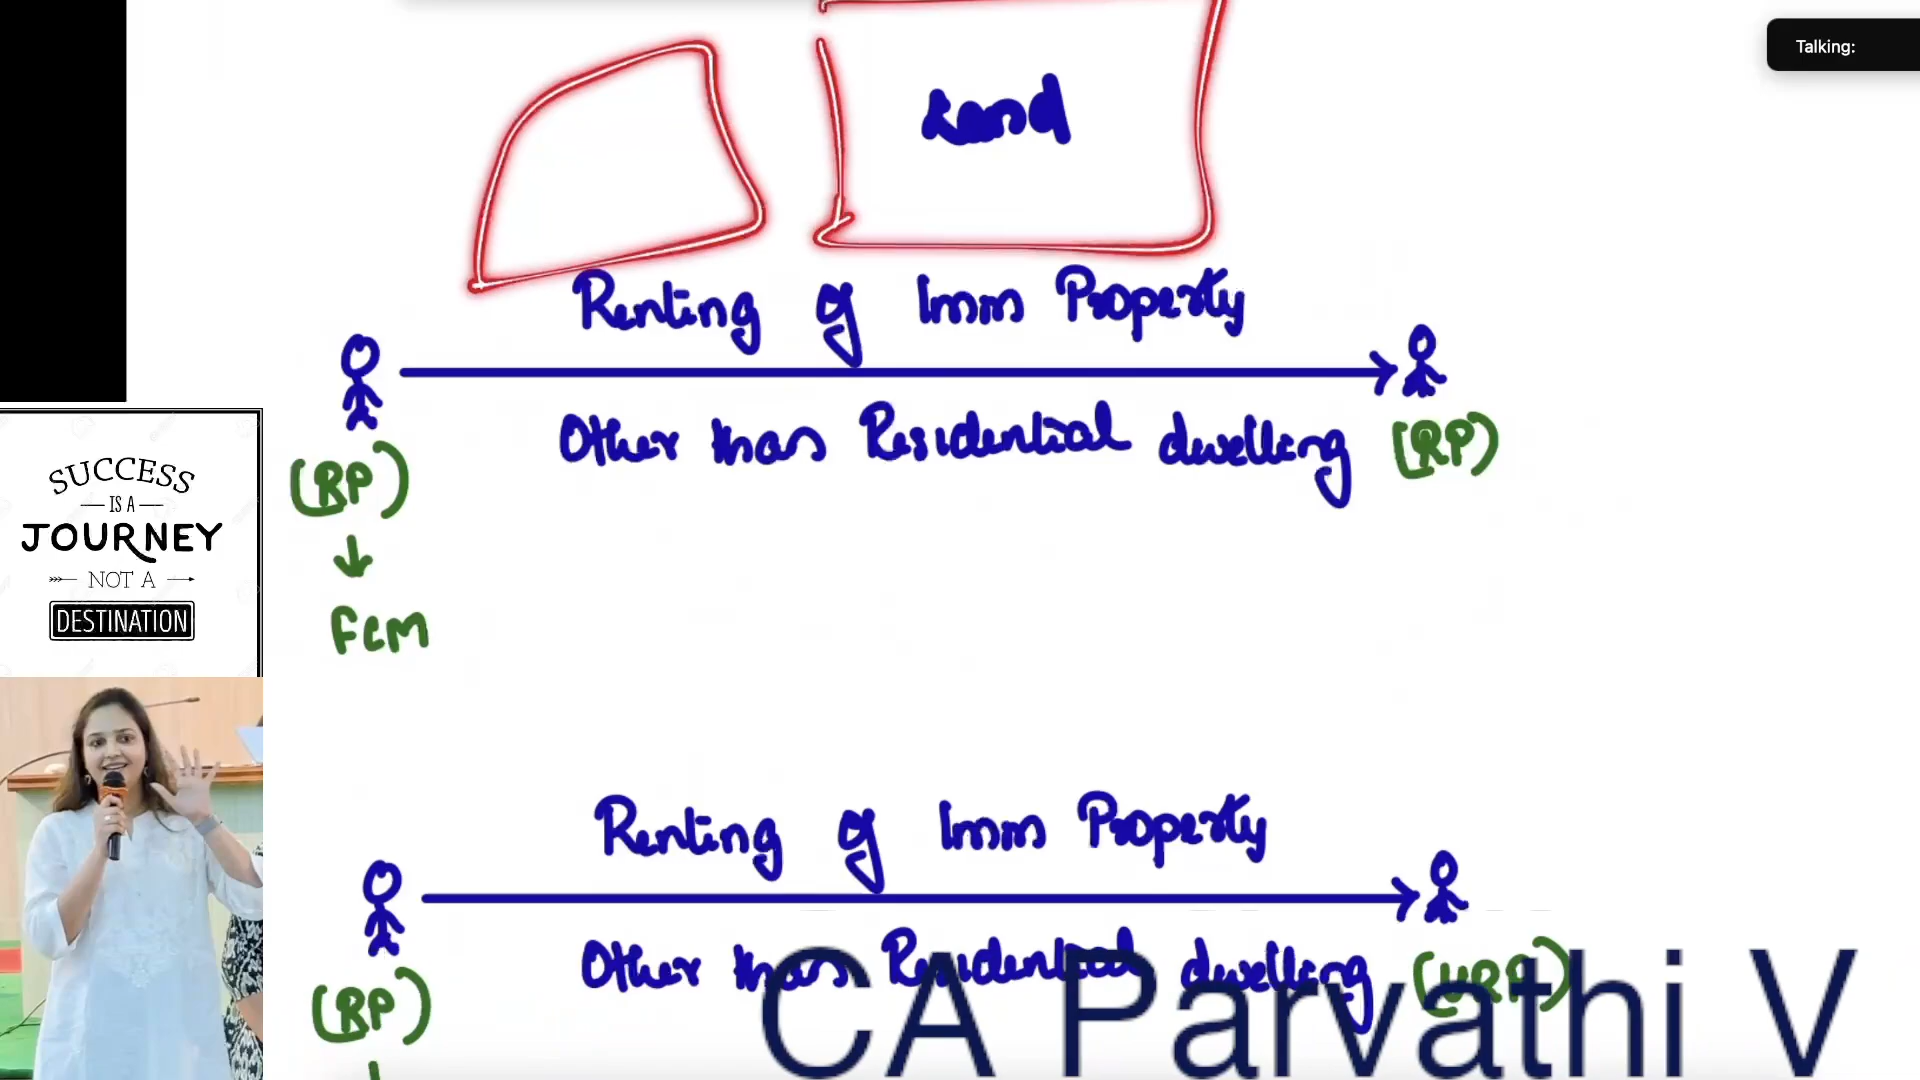 Talking:
Land
Renting of Imm Property
Other than Residential dwelling
(RP)
(RP)
↓
FCM
SUCCESS
IS A
JOURNEY
NOT A
DESTINATION
Renting of Imm Property
Other than Residential dwelling
(URP)
(RP)
CA Parvathi V